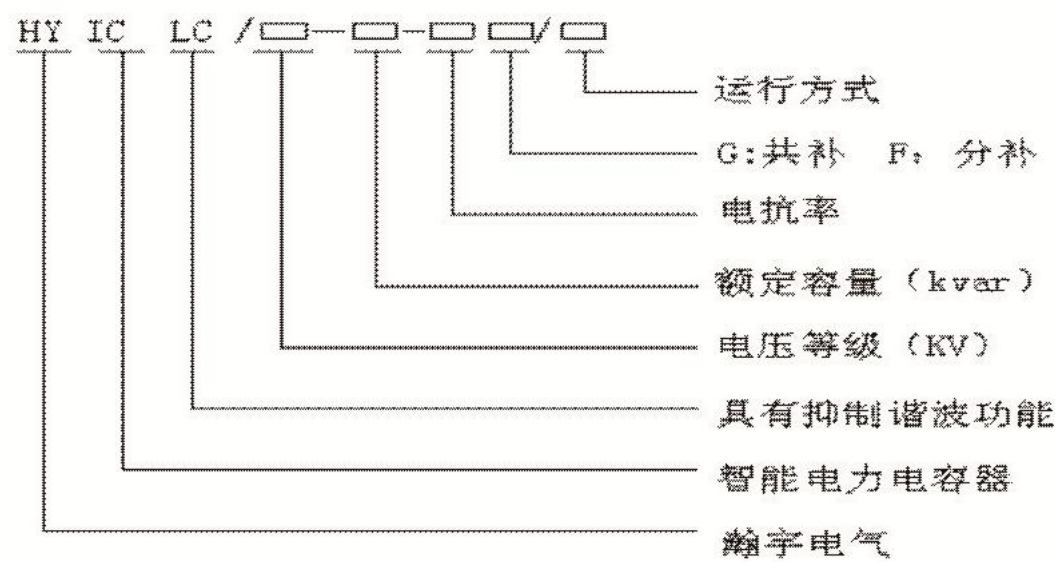 HY IC LC /□—□-□□/□
运行方式
G:共补 F: 分补
电抗率
额定容量（kvar）
电压等级（KV）
具有抑制谐波功能
智能电力电容器
瀚宇电气